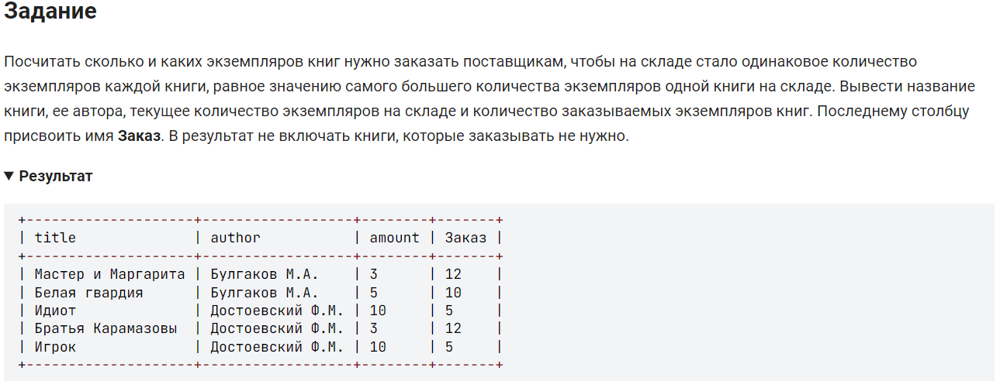 Задание
Посчитать сколько и каких экземпляров книг нужно заказать поставщикам, чтобы на складе стало одинаковое количество
экземпляров каждой книги, равное значению самого большего количества экземпляров одной книги на складе. Вывести название
книги, ее автора, текущее количество экземпляров на складе и количество заказываемых экземпляров книг. Последнему столбцу
присвоить имя Заказ. В результат не включать книги, которые заказывать не нужно.
▼ Результат
+--------------------+------------------+--------+-------+
| title              | author           | amount | Заказ |
+--------------------+------------------+--------+-------+
| Мастер и Маргарита | Булгаков М.А.    | 3      | 12    |
| Белая гвардия      | Булгаков М.А.    | 5      | 10    |
| Идиот              | Достоевский Ф.М. | 10     | 5     |
| Братья Карамазовы  | Достоевский Ф.М. | 3      | 12    |
| Игрок              | Достоевский Ф.М. | 10     | 5     |
+--------------------+------------------+--------+-------+